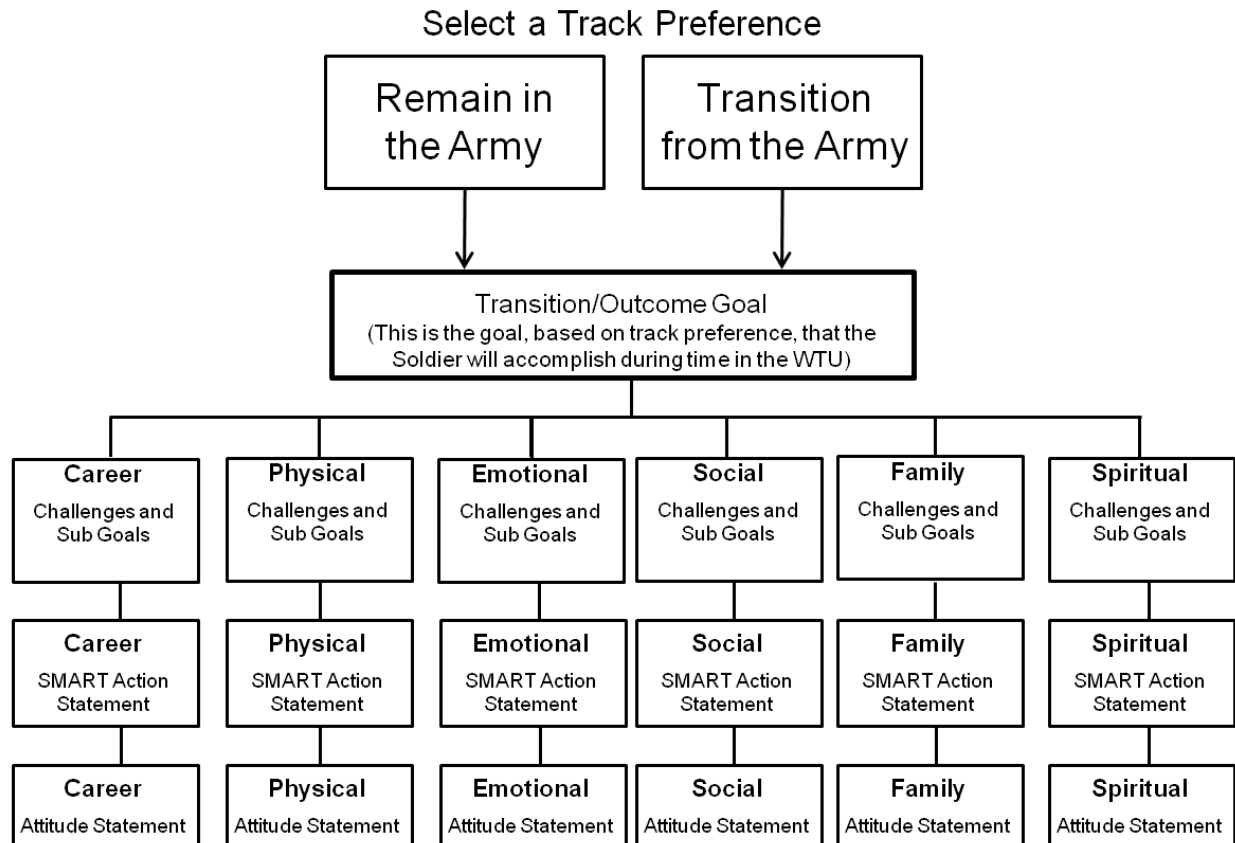 Select a Track Preference
Remain in
the Army
Transition
from the Army
Transition/Outcome Goal
(This is the goal, based on track preference, that the
Soldier will accomplish during time in the WTU)
Career
Challenges and
Sub Goals
Physical
Challenges and
Sub Goals
Emotional
Challenges and
Sub Goals
Social
Challenges and
Sub Goals
Family
Challenges and
Sub Goals
Spiritual
Challenges and
Sub Goals
Career
SMART Action
Statement
Physical
SMART Action
Statement
Emotional
SMART Action
Statement
Social
SMART Action
Statement
Family
SMART Action
Statement
Spiritual
SMART Action
Statement
Career
Attitude Statement
Physical
Attitude Statement
Emotional
Attitude Statement
Social
Attitude Statement
Family
Attitude Statement
Spiritual
Attitude Statement